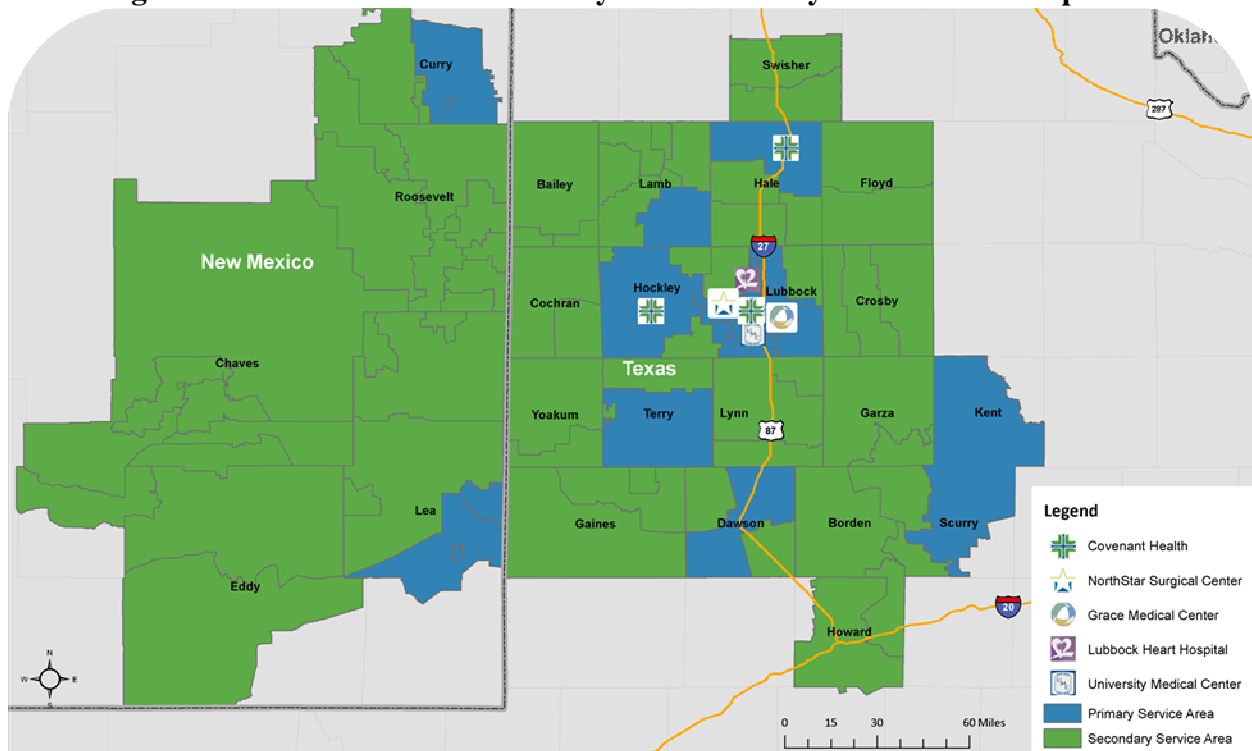 Oklah
Curry
Swisher
287
Bailey
Lamb
Hale
Floyd
Roosevelt
New Mexico
27
Hockley
Lubbock
Cochran
Crosby
Chaves
Texas
Yoakum
Terry
Lynn
Garza
Kent
87
Lea
Gaines
Dawson
Borden
Scurry
Eddy
20
Howard
N
W
E
S
0 15 30 60 Miles
Legend
Covenant Health
NorthStar Surgical Center
Grace Medical Center
Lubbock Heart Hospital
University Medical Center
Primary Service Area
Secondary Service Area